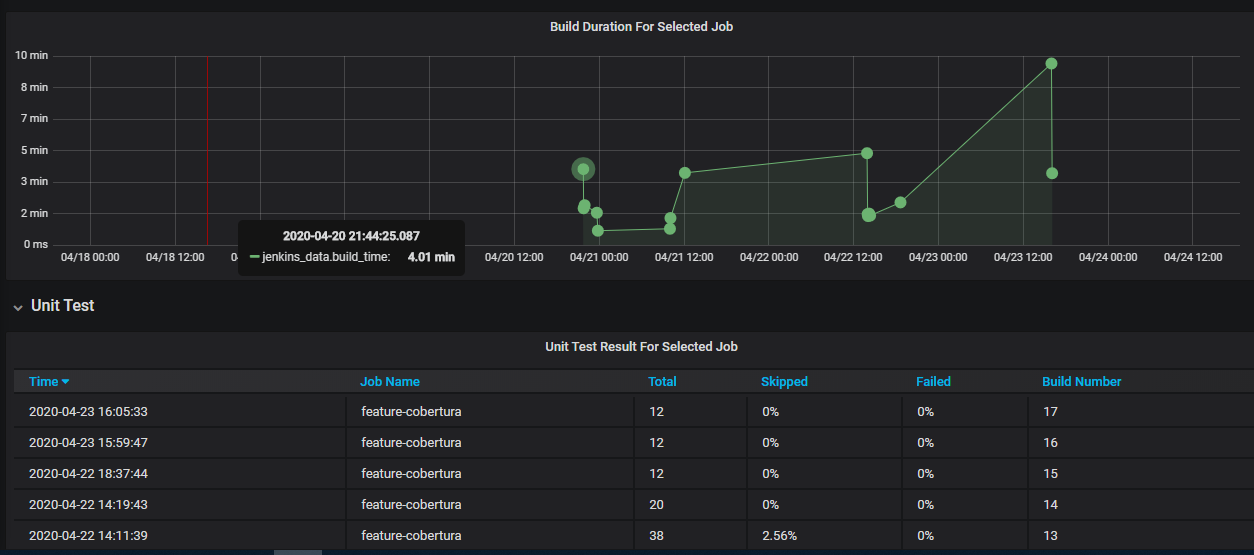 Build Duration For Selected Job
10 min
8 min
7 min
5 min
3 min
2 min
0 ms
04/18 00:00 04/18 12:00 0 04/20 12:00 04/21 00:00 04/21 12:00 04/22 00:00 04/22 12:00 04/23 00:00 04/23 12:00 04/24 00:00 04/24 12:00
2020-04-20 21:44:25.087
jenkins_data.build_time: 4.01 min
Unit Test
Unit Test Result For Selected Job
Time Job Name Total Skipped Failed Build Number
2020-04-23 16:05:33 feature-cobertura 12 0% 0% 17
2020-04-23 15:59:47 feature-cobertura 12 0% 0% 16
2020-04-22 18:37:44 feature-cobertura 12 0% 0% 15
2020-04-22 14:19:43 feature-cobertura 20 0% 0% 14
2020-04-22 14:11:39 feature-cobertura 38 2.56% 0% 13